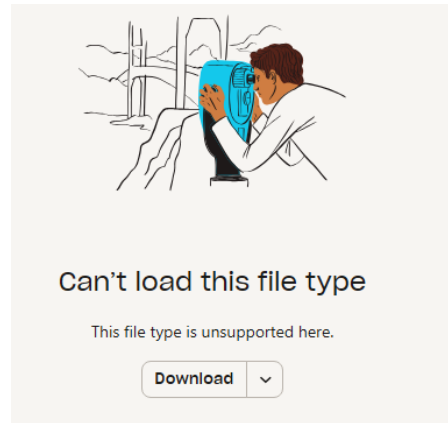 Can't load this file type
This file type is unsupported here.
Download